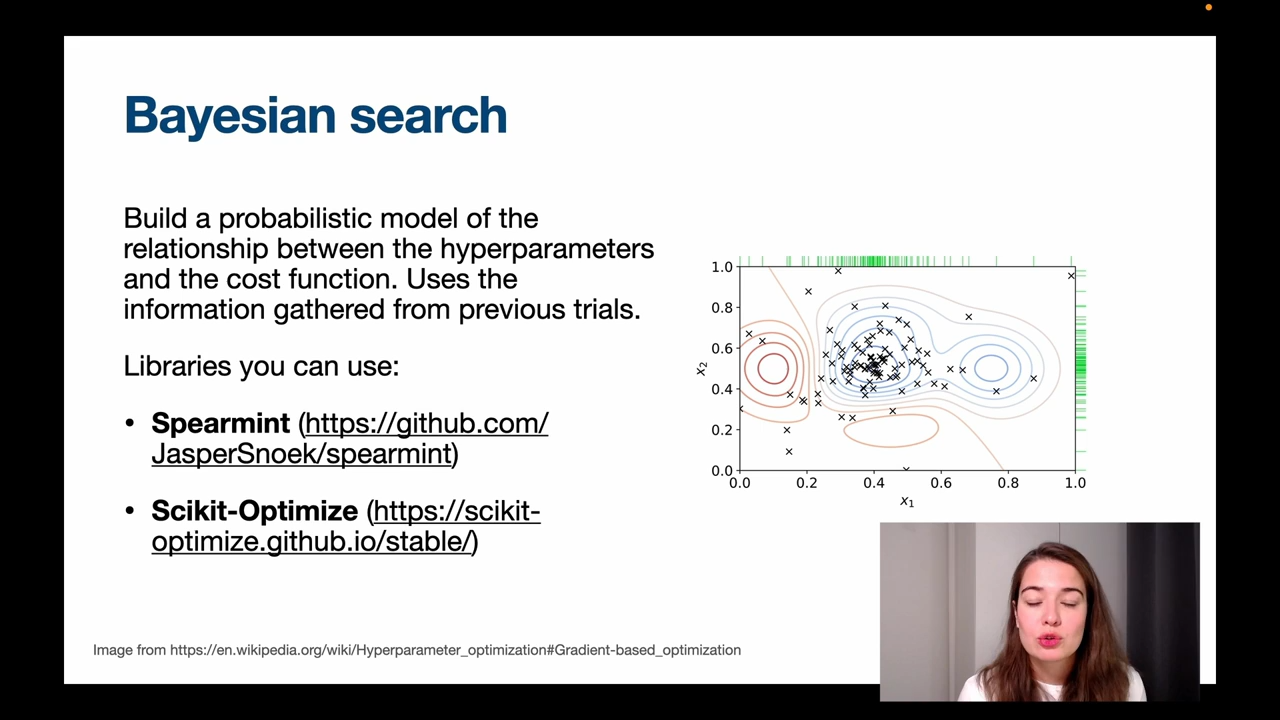 Bayesian search
Build a probabilistic model of the
relationship between the hyperparameters
and the cost function. Uses the
information gathered from previous trials.
Libraries you can use:
• Spearmint (https://github.com/
JasperSnoek/spearmint)
• Scikit-Optimize (https://scikit-
optimize.github.io/stable/)
1.0
0.8
0.6
0.4
0.2
0.0
x₂
0.0 0.2 0.4 0.6 0.8 1.0
x₁
Image from https://en.wikipedia.org/wiki/Hyperparameter_optimization#Gradient-based_optimization